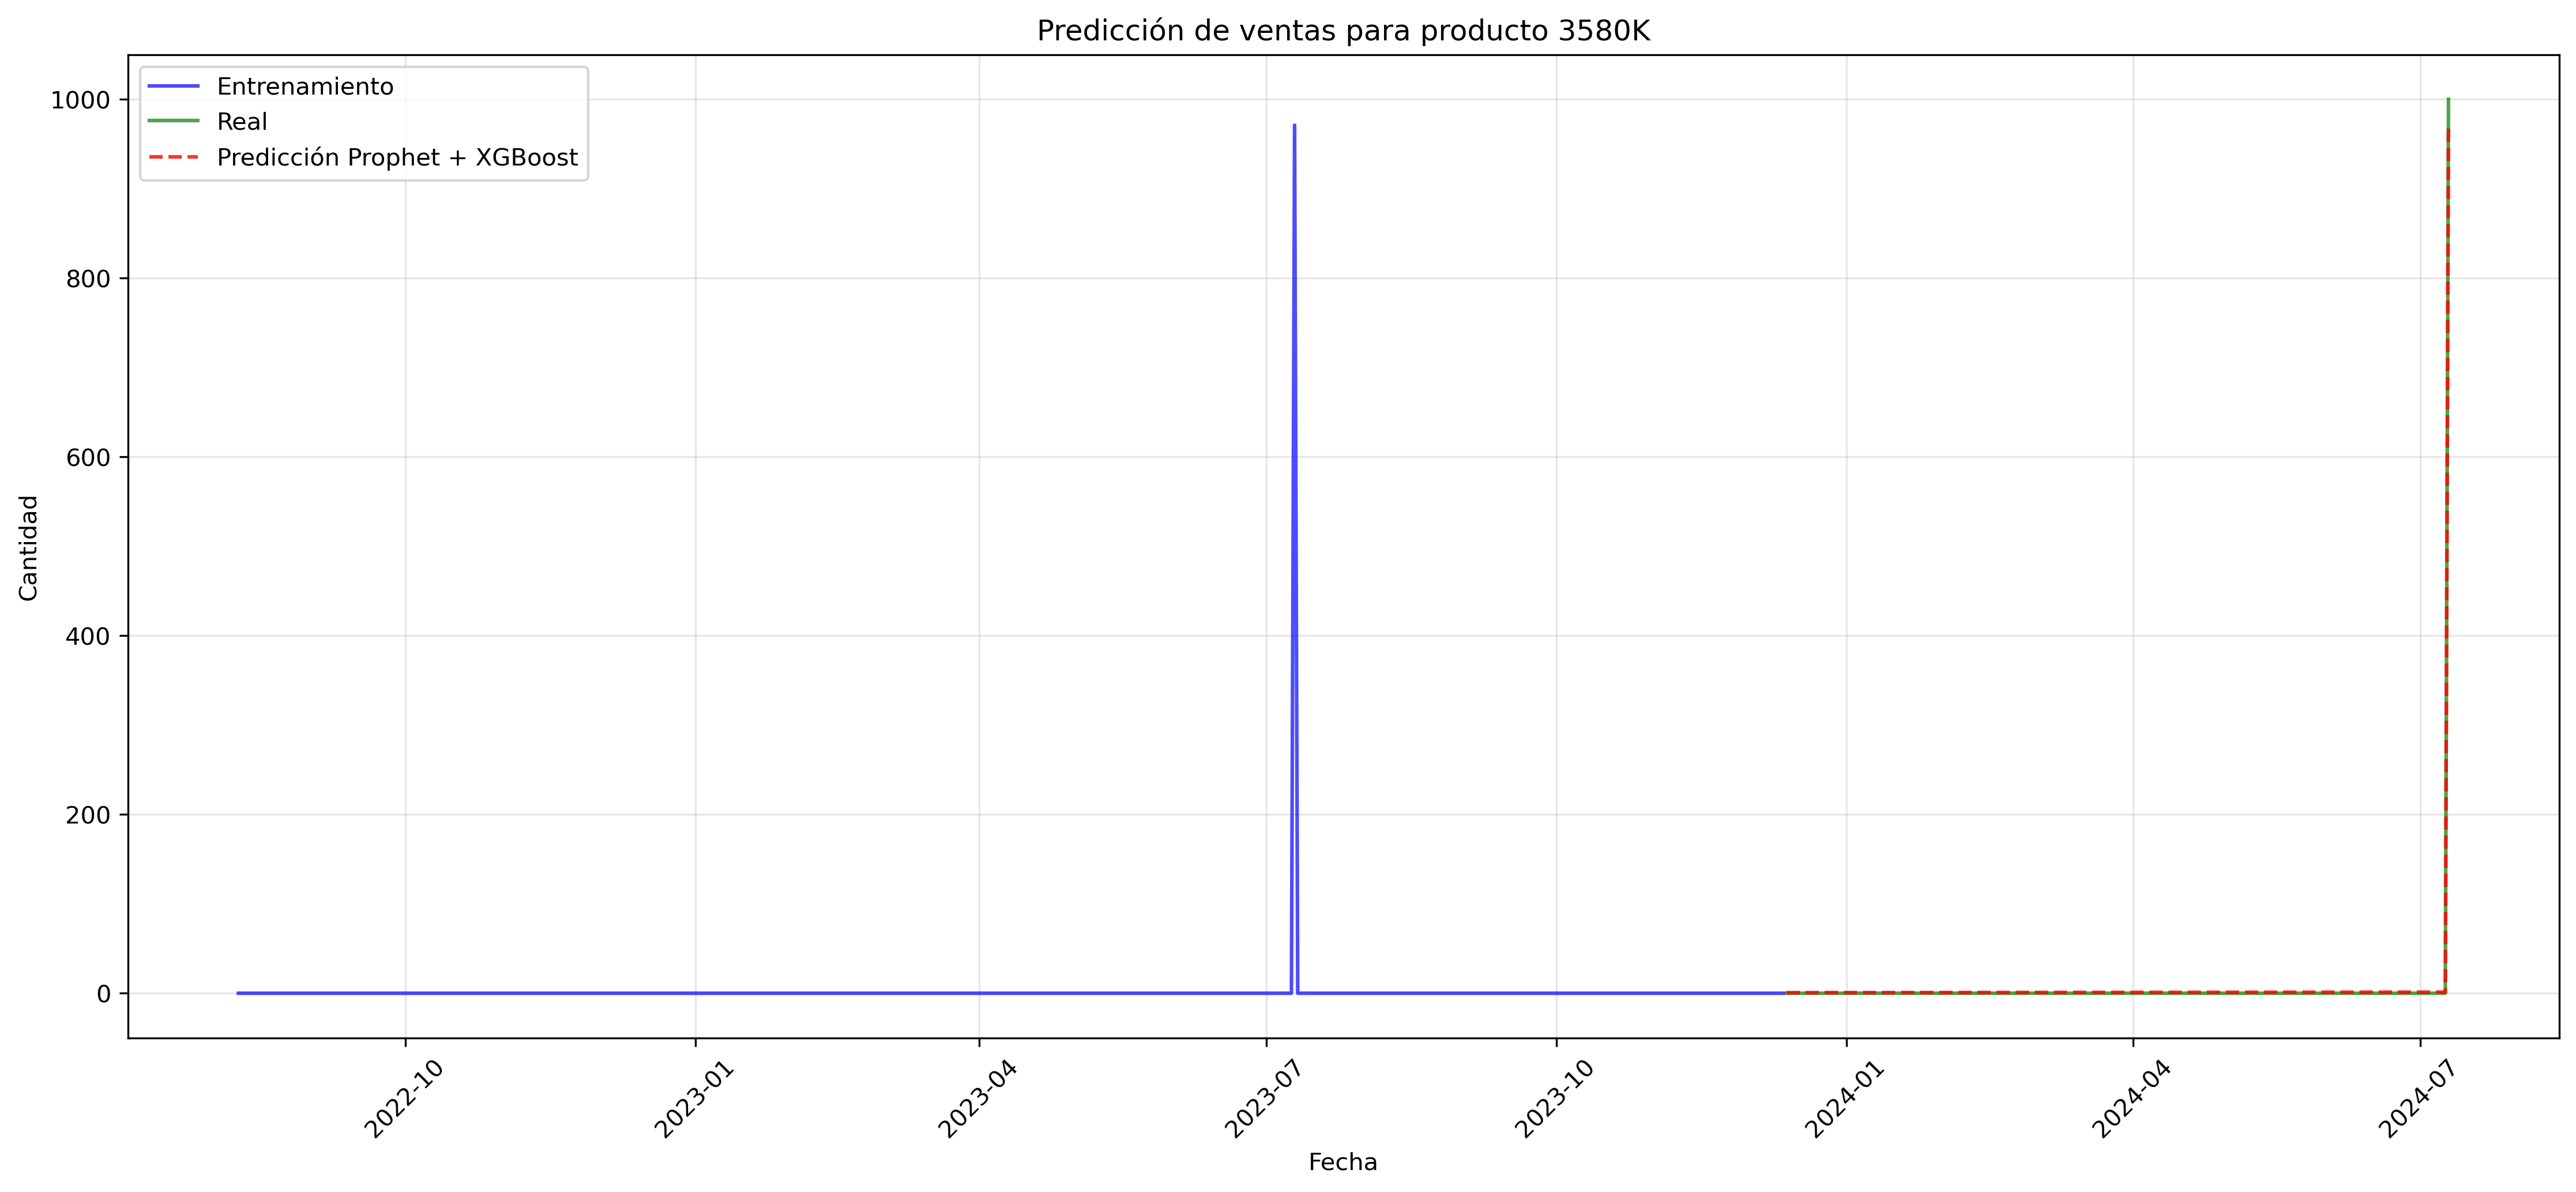 Predicción de ventas para producto 3580K
Entrenamiento
Real
Predicción Prophet + XGBoost
1000
800
600
400
200
0
Cantidad
2022-10
2023-01
2023-04
2023-07
2023-10
2024-01
2024-04
2024-07
Fecha